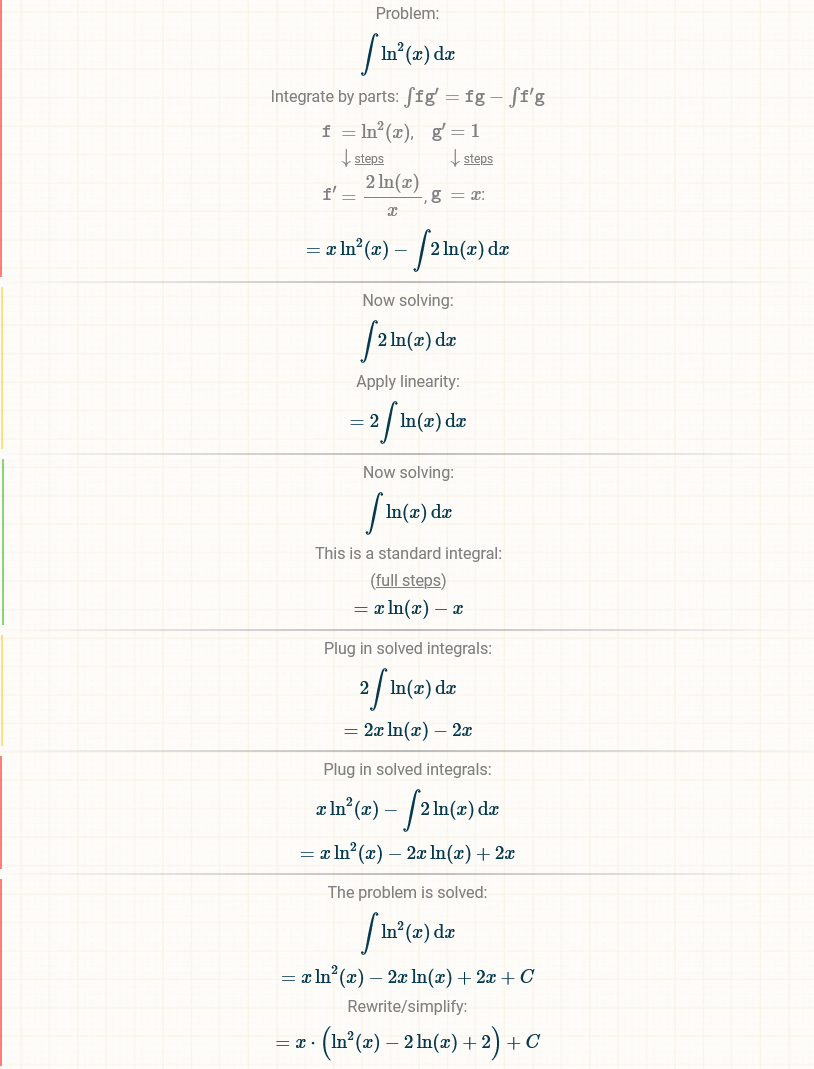 Problem:
∫ ln²(x) dx
Integrate by parts: ∫fg′ = fg − ∫f′g
f = ln²(x), g′ = 1
↓ steps ↓ steps
f′ = 2 ln(x)/x, g = x:
= x ln²(x) − ∫ 2 ln(x) dx
Now solving:
∫ 2 ln(x) dx
Apply linearity:
= 2 ∫ ln(x) dx
Now solving:
∫ ln(x) dx
This is a standard integral:
(full steps)
= x ln(x) − x
Plug in solved integrals:
2 ∫ ln(x) dx
= 2x ln(x) − 2x
Plug in solved integrals:
x ln²(x) − ∫ 2 ln(x) dx
= x ln²(x) − 2x ln(x) + 2x
The problem is solved:
∫ ln²(x) dx
= x ln²(x) − 2x ln(x) + 2x + C
Rewrite/simplify:
= x · (ln²(x) − 2 ln(x) + 2) + C